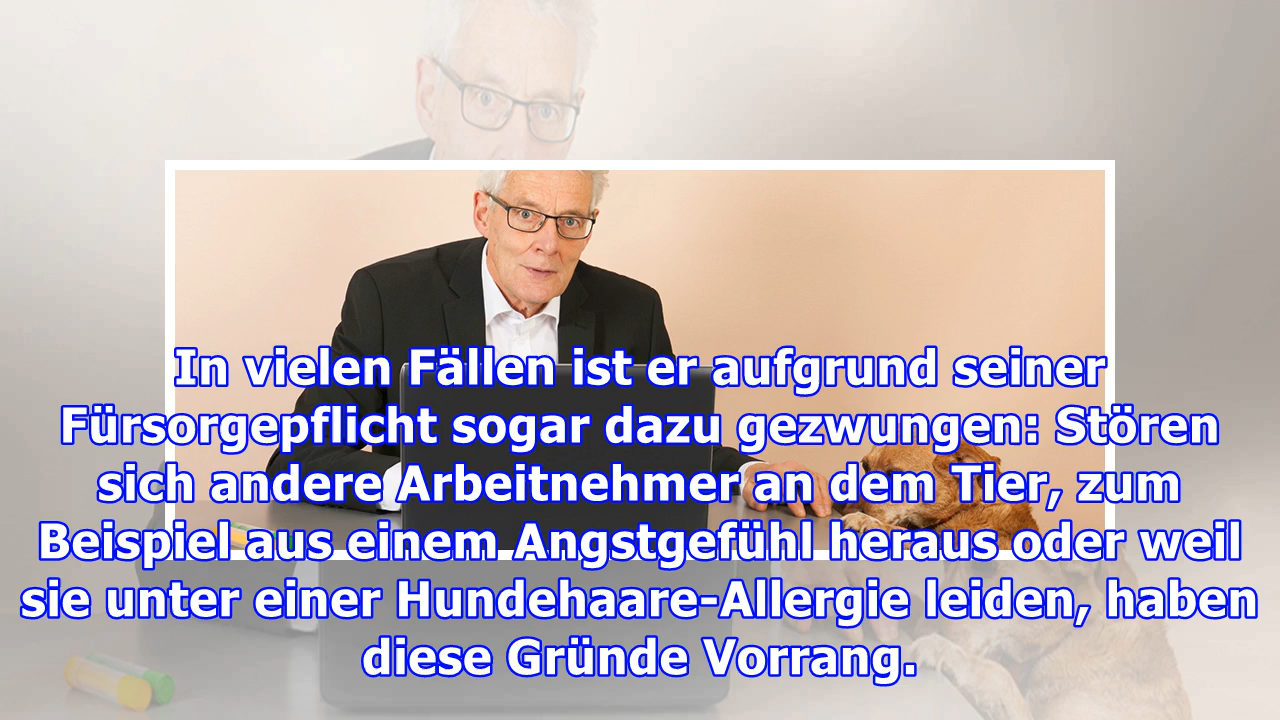 In vielen Fällen ist er aufgrund seiner
Fürsorgepflicht sogar dazu gezwungen: Stören
sich andere Arbeitnehmer an dem Tier, zum
Beispiel aus einem Angstgefühl heraus oder weil
sie unter einer Hundehaare-Allergie leiden, haben
diese Gründe Vorrang.